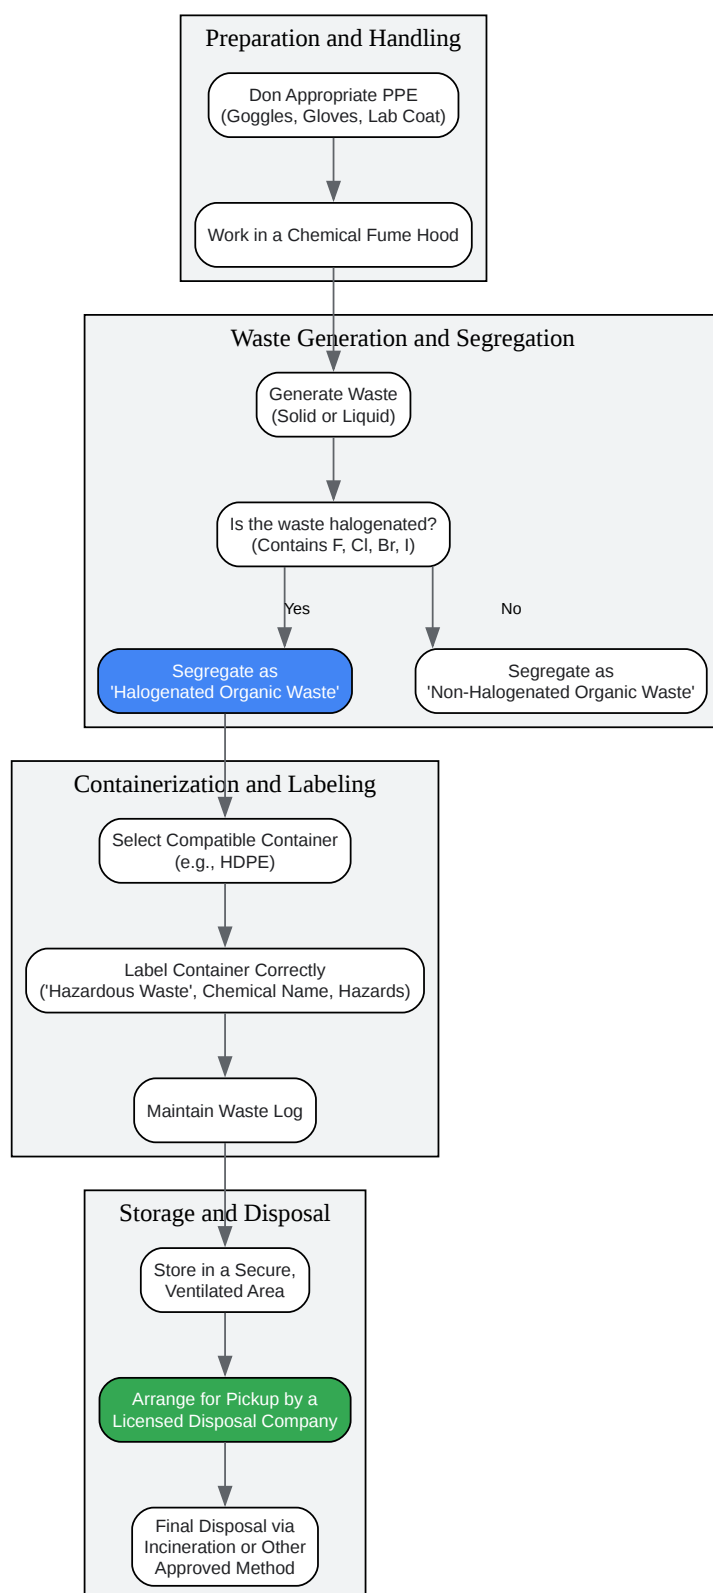 Preparation and Handling
Don Appropriate PPE
(Goggles, Gloves, Lab Coat)
Work in a Chemical Fume Hood
Waste Generation and Segregation
Generate Waste
(Solid or Liquid)
Is the waste halogenated?
(Contains F, Cl, Br, I)
Yes
No
Segregate as
'Halogenated Organic Waste'
Segregate as
'Non-Halogenated Organic Waste'
Containerization and Labeling
Select Compatible Container
(e.g., HDPE)
Label Container Correctly
('Hazardous Waste', Chemical Name, Hazards)
Maintain Waste Log
Storage and Disposal
Store in a Secure,
Ventilated Area
Arrange for Pickup by a
Licensed Disposal Company
Final Disposal via
Incineration or Other
Approved Method